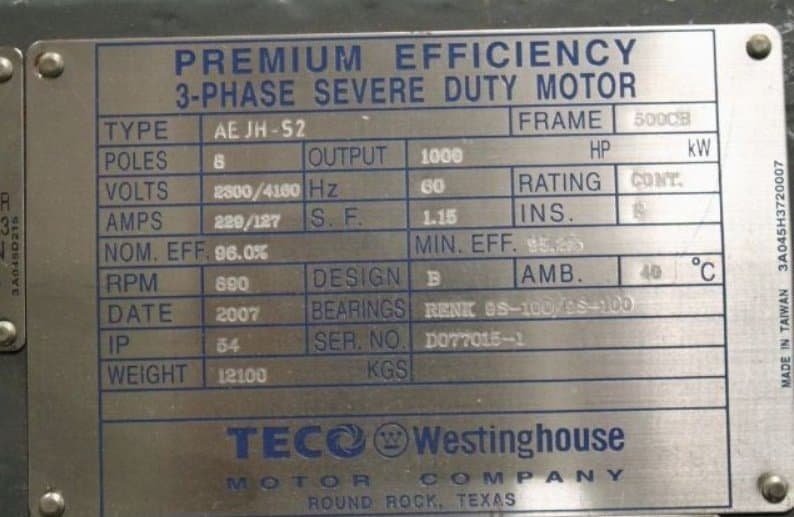 PREMIUM EFFICIENCY
3-PHASE SEVERE DUTY MOTOR
TYPE AEJH-S2 FRAME 500CB
POLES 8 OUTPUT 1000 HP kW
VOLTS 2300/4160 Hz 60 RATING CONT.
AMPS 229/127 S. F. 1.15 INS.
NOM. EFF. 96.0% MIN. EFF.
RPM 890 DESIGN B AMB. 40 °C
DATE 2007 BEARINGS RENK
IP 54 SER. NO. D077015-1
WEIGHT 12100 KGS
TECO W Westinghouse
MOTOR COMPANY
ROUND ROCK, TEXAS
MADE IN TAIWAN 3A045H3720007
3A045D215